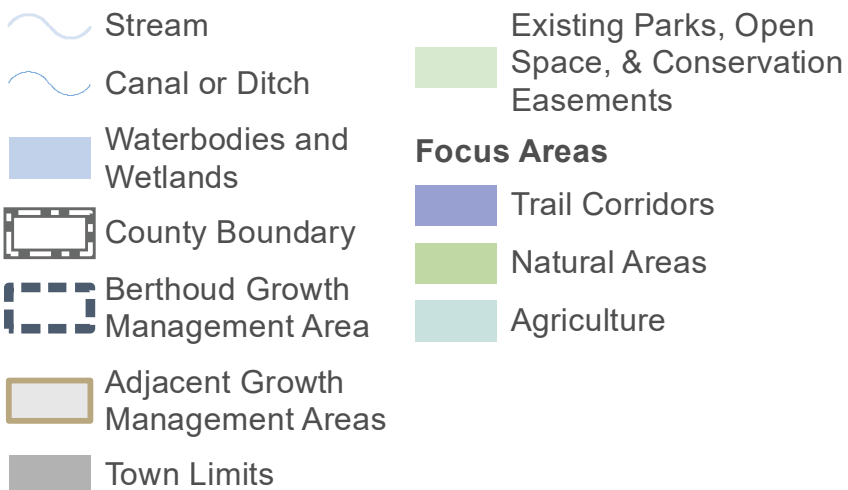 Stream
Canal or Ditch
Waterbodies and
Wetlands
County Boundary
Berthoud Growth
Management Area
Adjacent Growth
Management Areas
Town Limits
Existing Parks, Open
Space, & Conservation
Easements
Focus Areas
Trail Corridors
Natural Areas
Agriculture